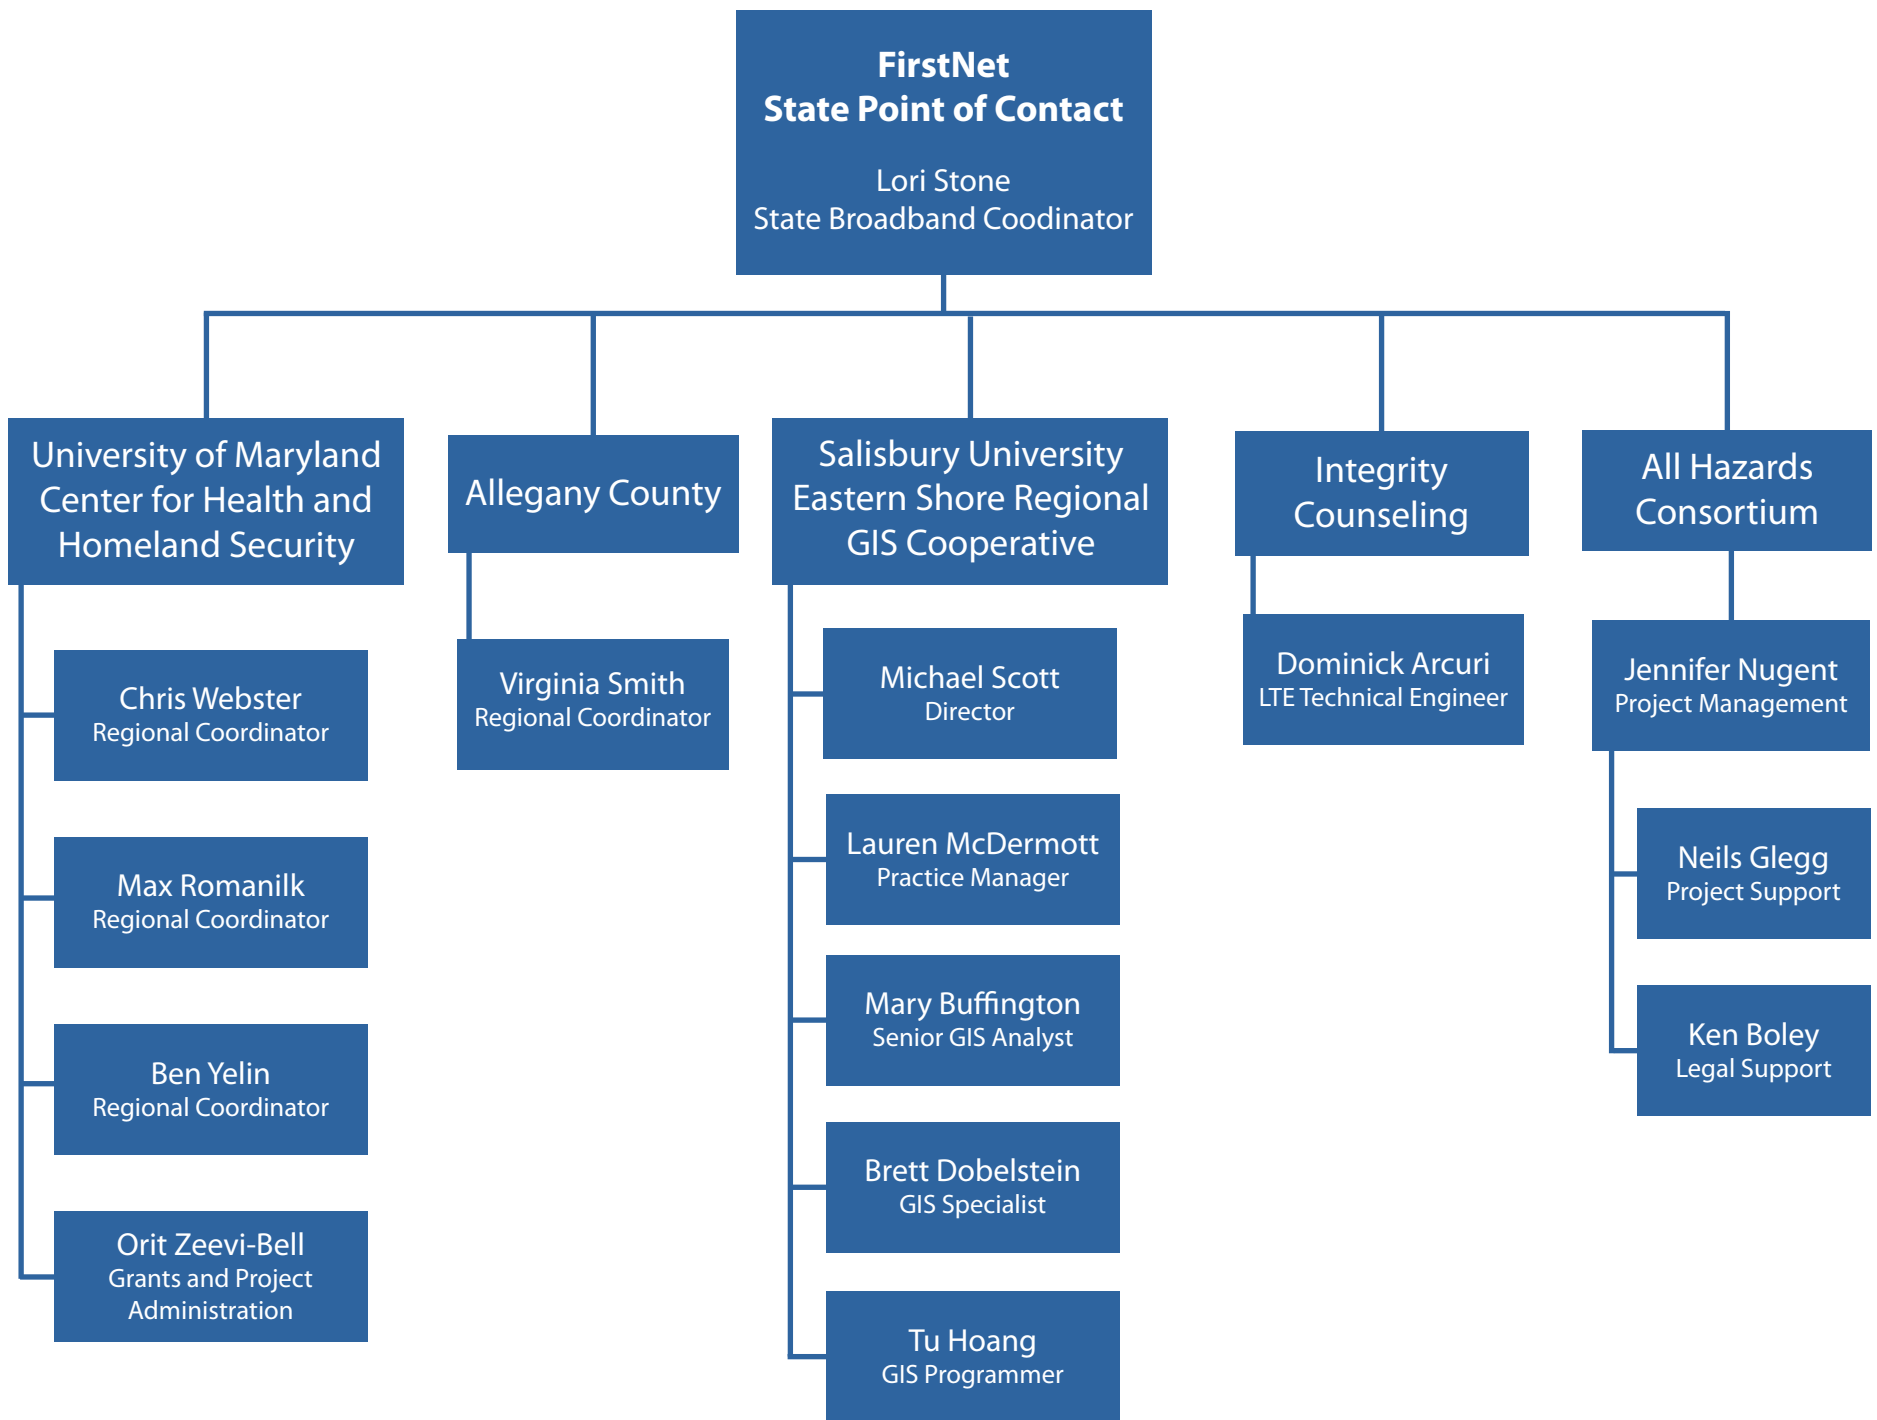 FirstNet
State Point of Contact
Lori Stone
State Broadband Coodinator
University of Maryland
Center for Health and
Homeland Security
Allegany County
Salisbury University
Eastern Shore Regional
GIS Cooperative
Integrity
Counseling
All Hazards
Consortium
Chris Webster
Regional Coordinator
Max Romanilk
Regional Coordinator
Ben Yelin
Regional Coordinator
Orit Zeevi-Bell
Grants and Project
Administration
Virginia Smith
Regional Coordinator
Michael Scott
Director
Lauren McDermott
Practice Manager
Mary Buffington
Senior GIS Analyst
Brett Dobelstein
GIS Specialist
Tu Hoang
GIS Programmer
Dominick Arcuri
LTE Technical Engineer
Jennifer Nugent
Project Management
Neils Glegg
Project Support
Ken Boley
Legal Support